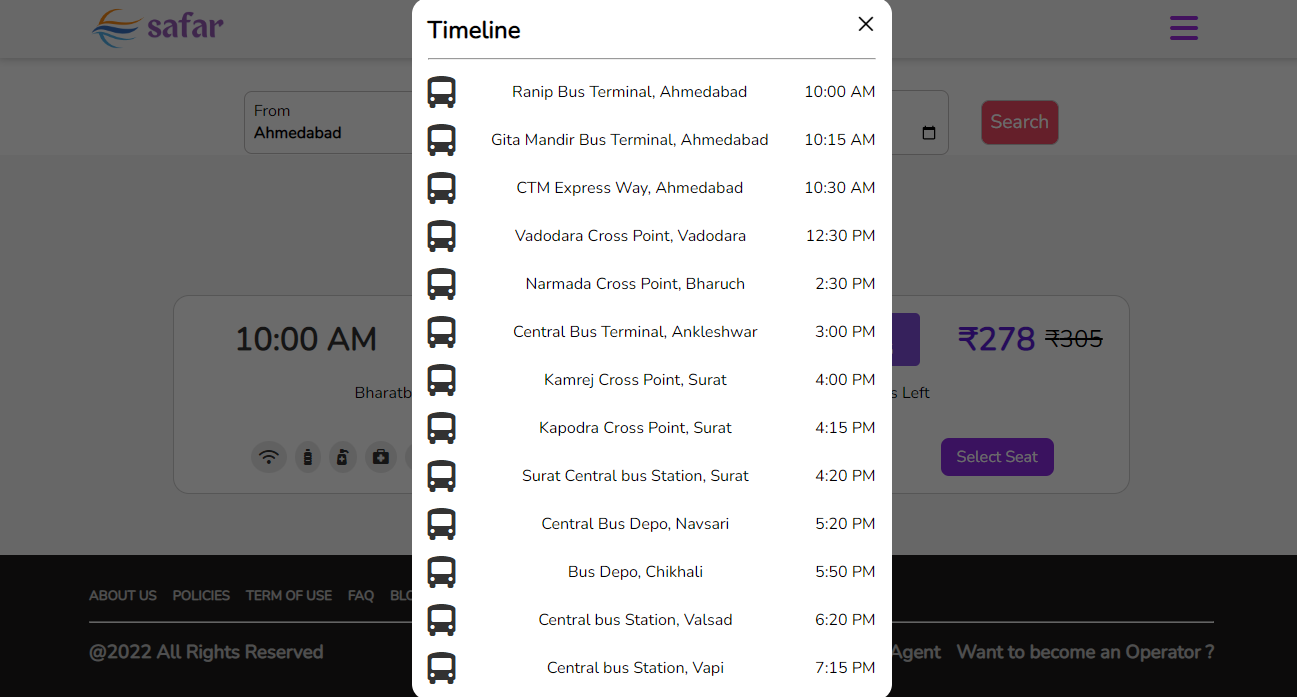 safar
Timeline
From
Ahmedabad
Search
Ranip Bus Terminal, Ahmedabad 10:00 AM
Gita Mandir Bus Terminal, Ahmedabad 10:15 AM
CTM Express Way, Ahmedabad 10:30 AM
Vadodara Cross Point, Vadodara 12:30 PM
Narmada Cross Point, Bharuch 2:30 PM
Central Bus Terminal, Ankleshwar 3:00 PM
Kamrej Cross Point, Surat 4:00 PM
Kapodra Cross Point, Surat 4:15 PM
Surat Central bus Station, Surat 4:20 PM
Central Bus Depo, Navsari 5:20 PM
Bus Depo, Chikhali 5:50 PM
Central bus Station, Valsad 6:20 PM
Central bus Station, Vapi 7:15 PM
10:00 AM
₹278 ₹305
Left
Select Seat
ABOUT US POLICIES TERM OF USE FAQ
@2022 All Rights Reserved
Agent Want to become an Operator ?